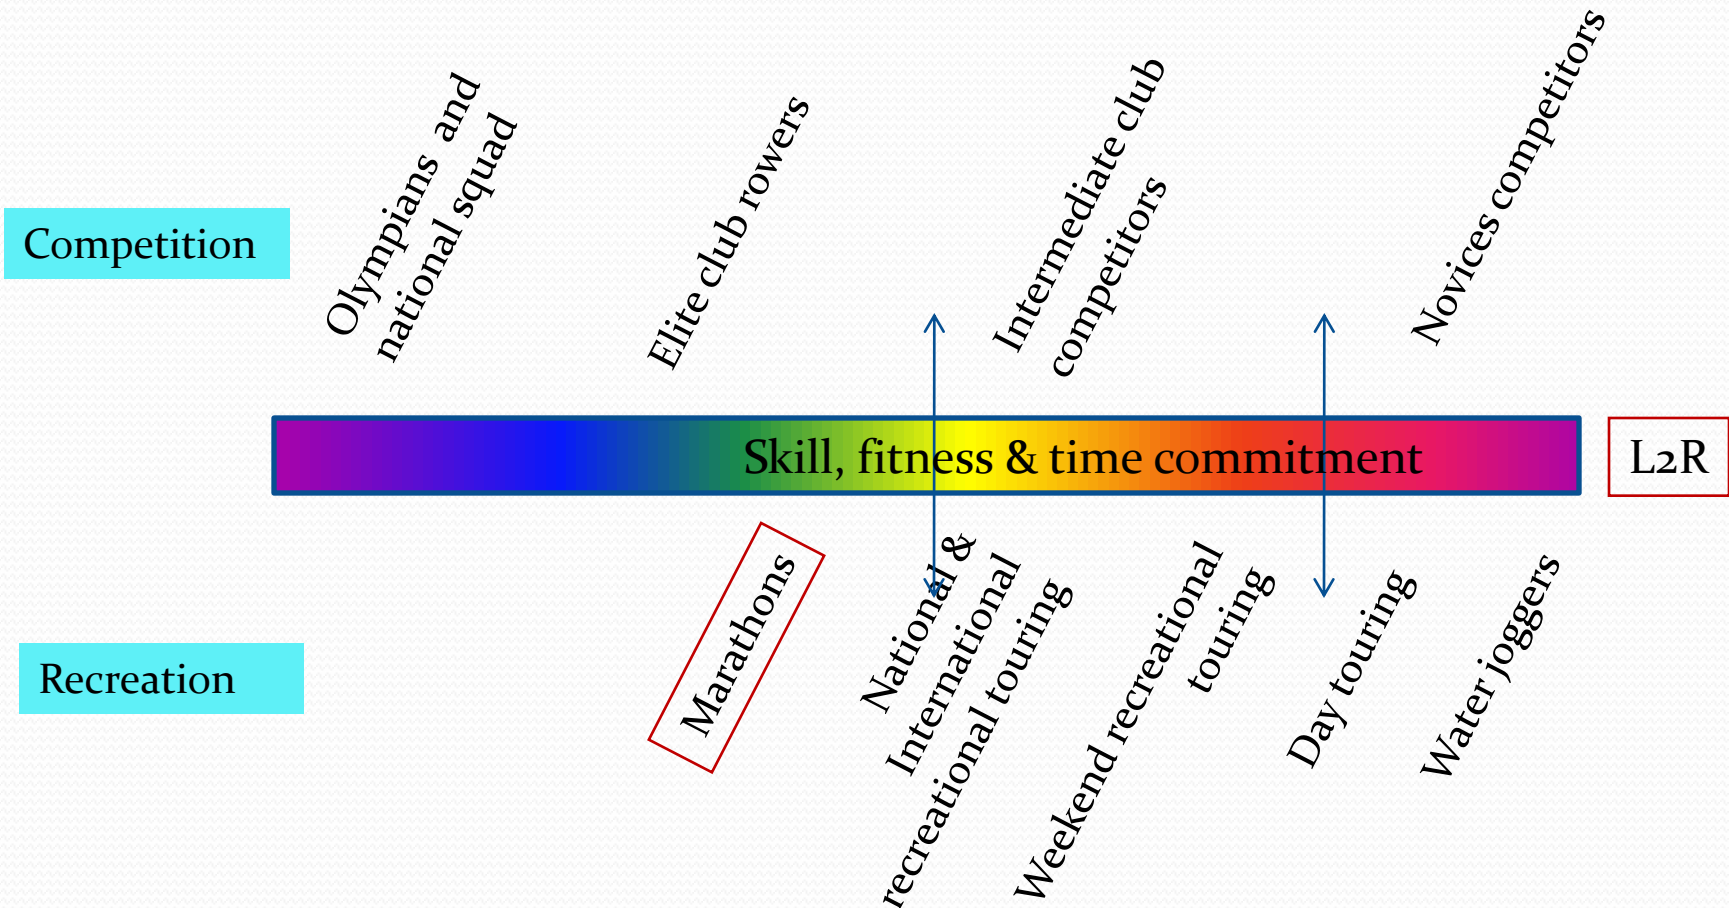 Competition
Olympians and
national squad
Elite club rowers
Intermediate club
competitors
Novices competitors
Skill, fitness & time commitment
L2R
Recreation
Marathons
National &
International
recreational touring
Weekend recreational
touring
Day touring
Water joggers